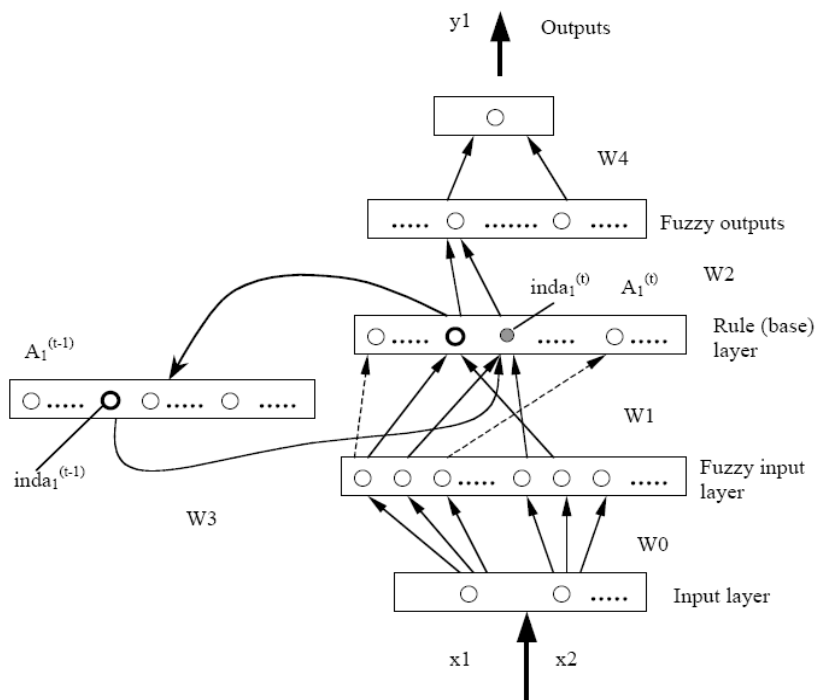 y1
Outputs
W4
Fuzzy outputs
W2
inda₁⁽ᵗ⁾
A₁⁽ᵗ⁾
Rule (base)
layer
A₁⁽ᵗ⁻¹⁾
W1
inda₁⁽ᵗ⁻¹⁾
Fuzzy input
layer
W3
W0
Input layer
x1
x2